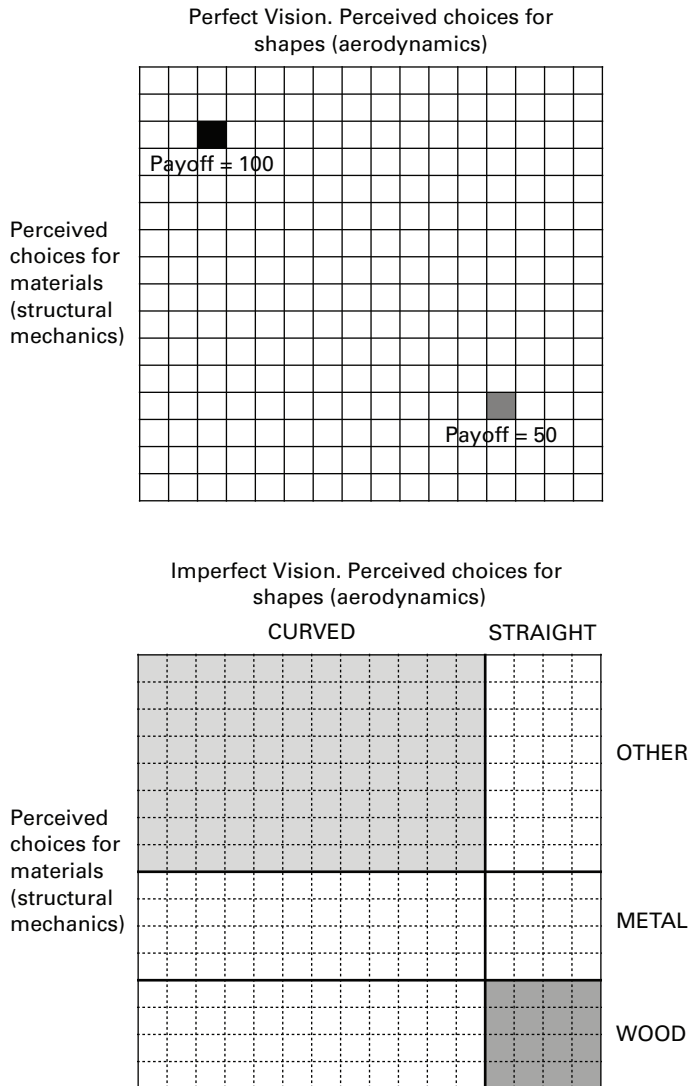 Perfect Vision. Perceived choices for
shapes (aerodynamics)
Payoff = 100
Perceived
choices for
materials
(structural
mechanics)
Payoff = 50
Imperfect Vision. Perceived choices for
shapes (aerodynamics)
CURVED
STRAIGHT
OTHER
Perceived
choices for
materials
(structural
mechanics)
METAL
WOOD